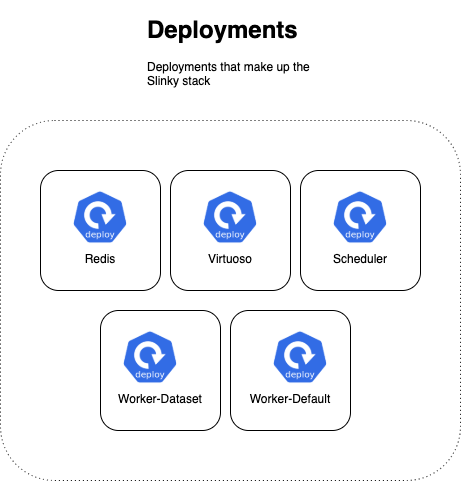 Deployments
Deployments that make up the
Slinky stack
deploy
deploy
deploy
Redis
Virtuoso
Scheduler
deploy
deploy
Worker-Dataset
Worker-Default